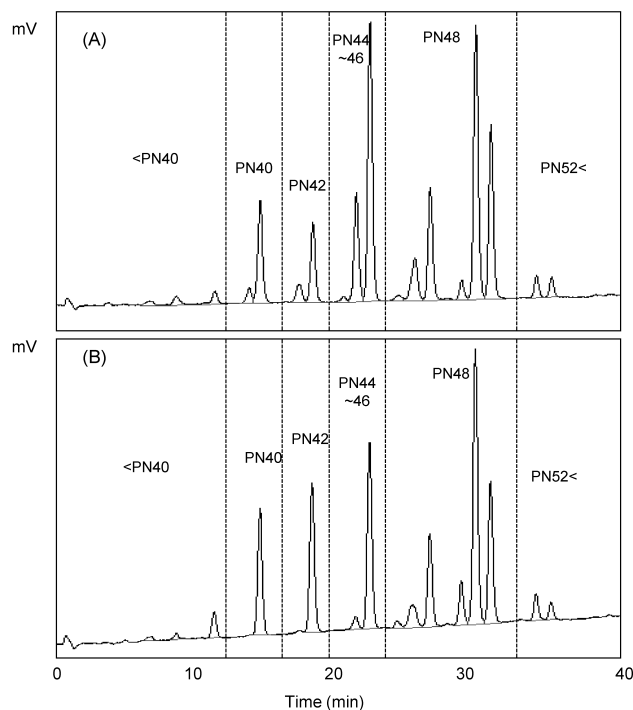 mV
(A)
PN44
~46
PN48
<PN40
PN40
PN42
PN52<
mV
(B)
PN44
~46
PN48
PN42
PN40
<PN40
PN52<
0
10
20
30
40
Time (min)